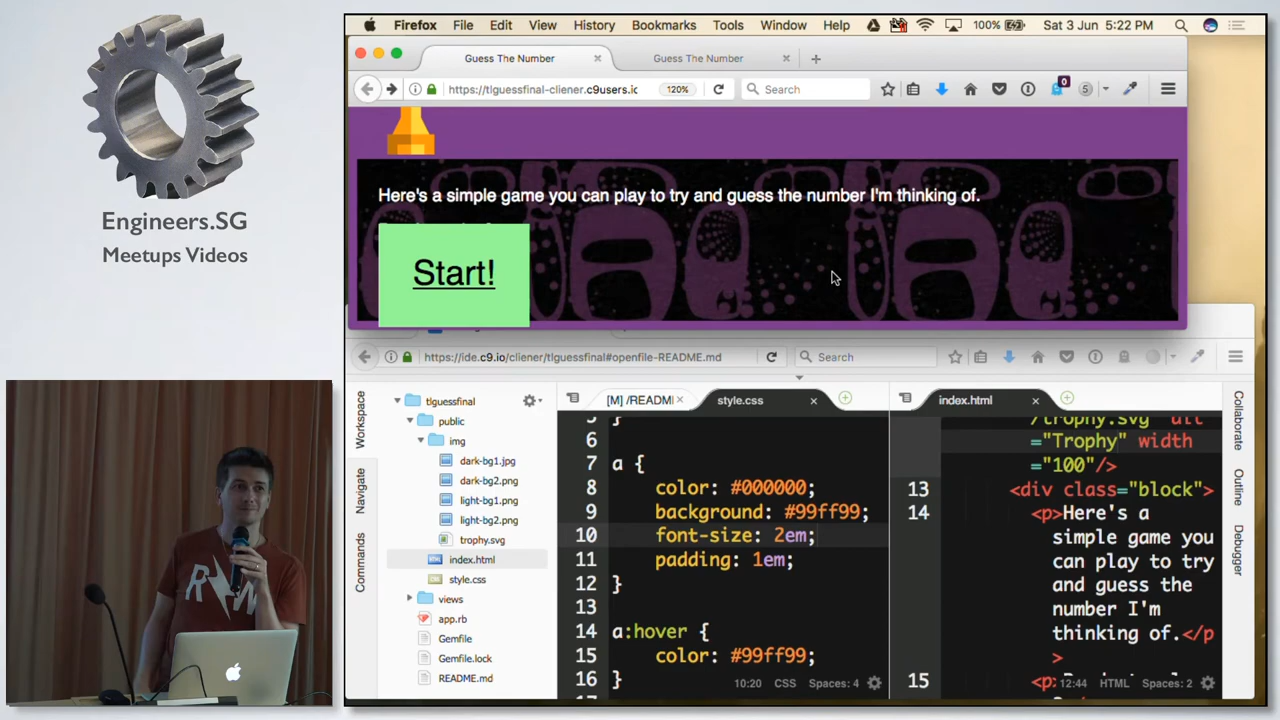 Engineers.SG
Meetups Videos
Firefox File Edit View History Bookmarks Tools Window Help 100% Sat 3 Jun 5:22 PM
Guess The Number
Guess The Number
https://tlguessfinal-cliener.c9users.io 120% Search 0 5
Here's a simple game you can play to try and guess the number I'm thinking of.
Start!
https://ide.c9.io/cliener/tlguessfinal#openfile-README.md Search
Workspace
Navigate
Commands
tlguessfinal
public
img
dark-bg1.jpg
dark-bg2.png
light-bg1.png
light-bg2.png
trophy.svg
index.html
style.css
views
app.rb
Gemfile
Gemfile.lock
README.md
[M] /READMI
style.css
5 }
6
7 a {
8 color: #000000;
9 background: #99ff99;
10 font-size: 2em;
11 padding: 1em;
12 }
13
14 a:hover {
15 color: #99ff99;
16 }
10:20 CSS Spaces: 4
index.html
/trophy.svg" alt
="Trophy" width
="100"/>
13 <div class="block">
14 <p>Here's a
simple game you
can play to try
and guess the
number I'm
thinking of.</p
>
15 <p>
12:44 HTML Spaces: 2
Collaborate
Outline
Debugger
R W